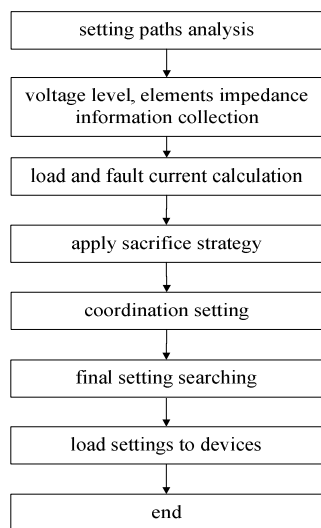 setting paths analysis
voltage level, elements impedance
information collection
load and fault current calculation
apply sacrifice strategy
coordination setting
final setting searching
load settings to devices
end